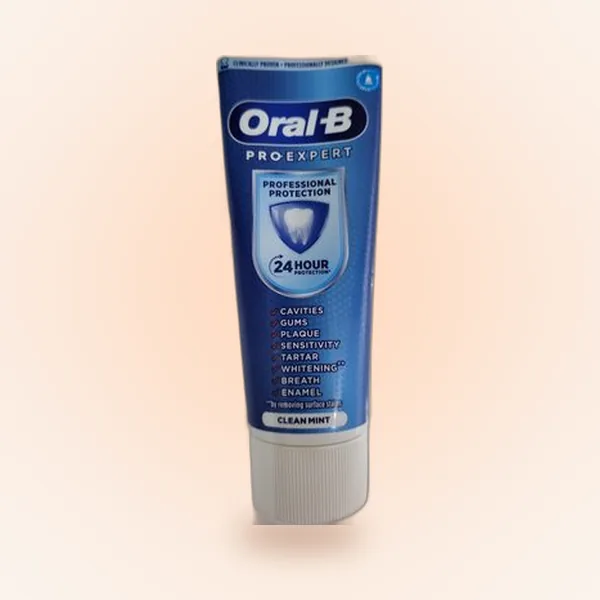 CLINICALLY PROVEN • PROFESSIONALLY DESIGNED
Oral-B
PRO-EXPERT
PROFESSIONAL
PROTECTION
24 HOUR
PROTECTION*
CAVITIES
GUMS
PLAQUE
SENSITIVITY
TARTAR
WHITENING**
BREATH
ENAMEL
**by removing surface stains
CLEAN MINT